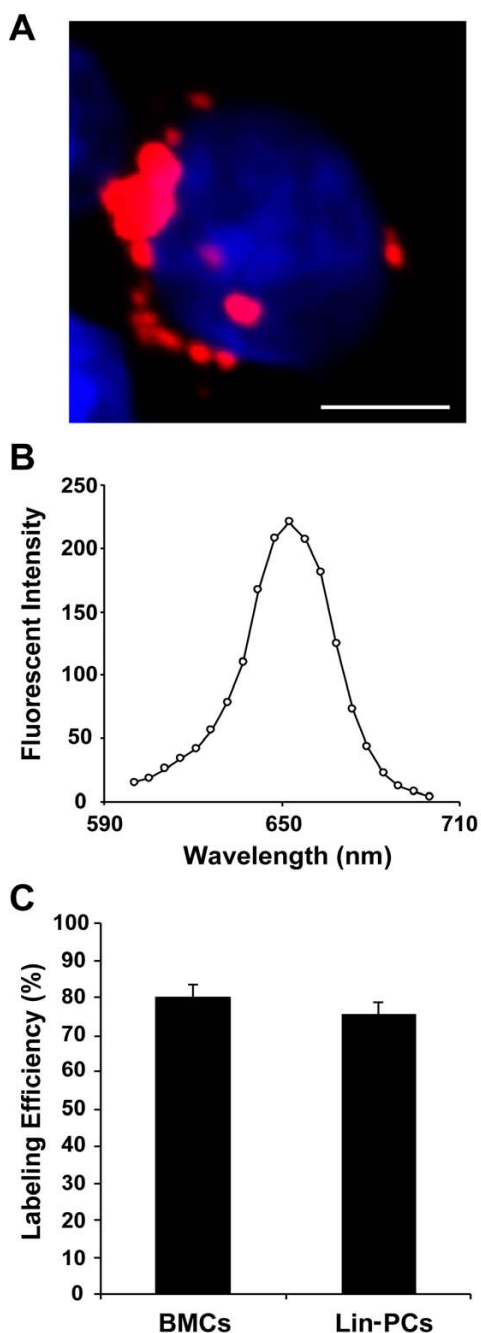 A
B
250
200
150
100
50
0
Fluorescent Intensity
590 650 710
Wavelength (nm)
C
100
90
80
70
60
50
40
30
20
10
0
Labeling Efficiency (%)
BMCs Lin-PCs